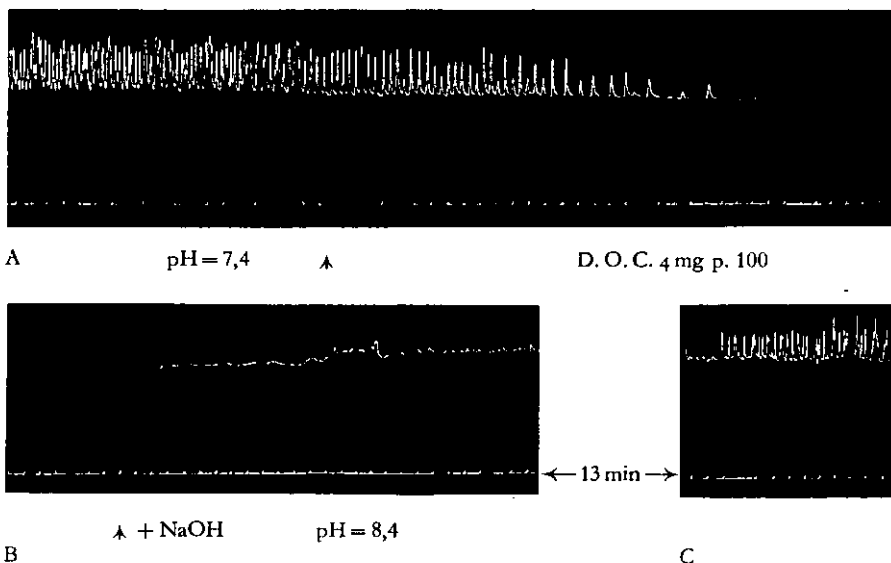 A pH = 7,4 D. O. C. 4 mg p. 100
← 13 min →
+ NaOH pH = 8,4
B C